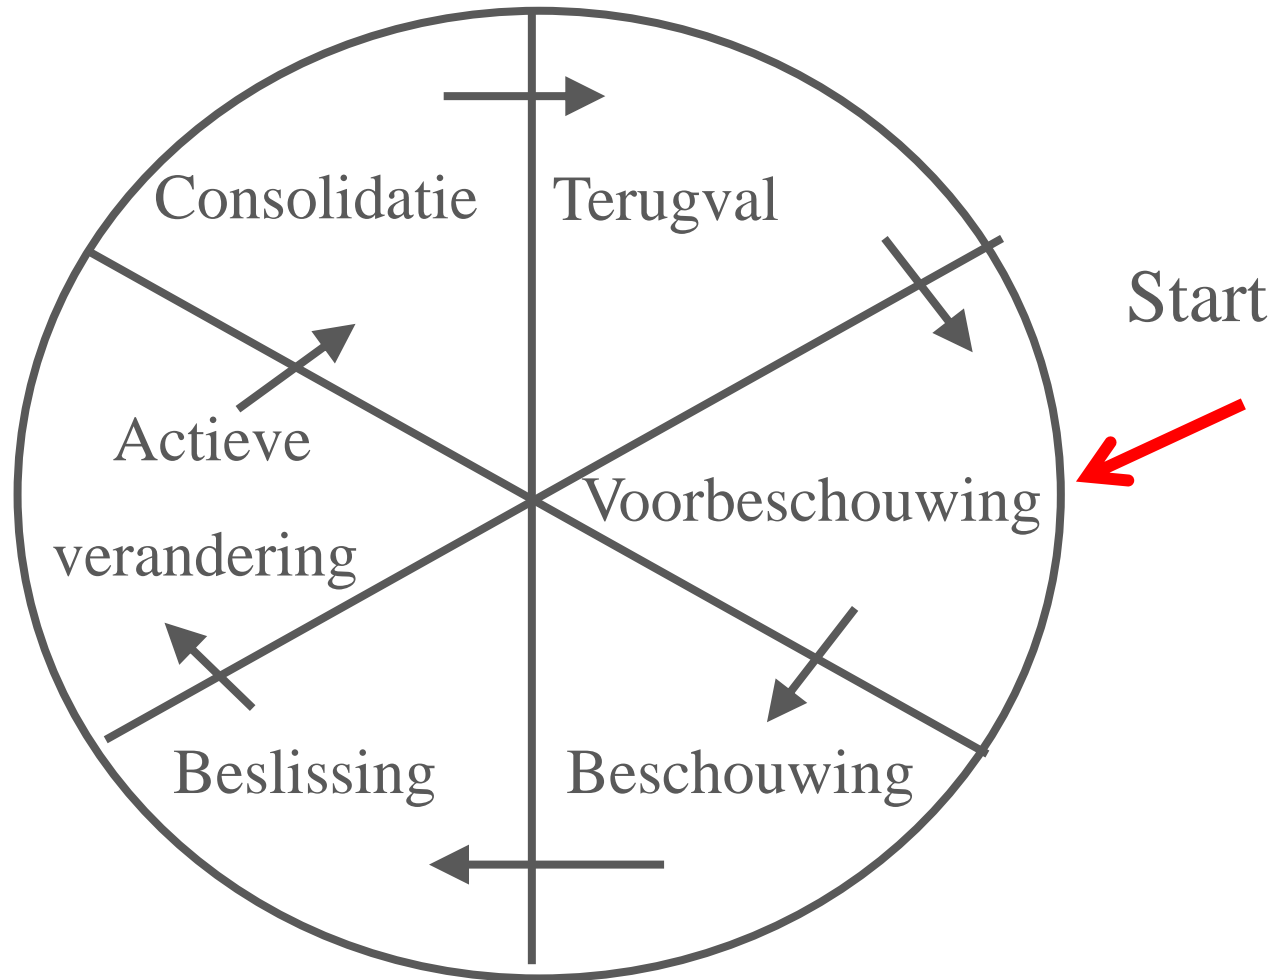 Consolidatie
Terugval
Start
Actieve
verandering
Voorbeschouwing
Beslissing
Beschouwing